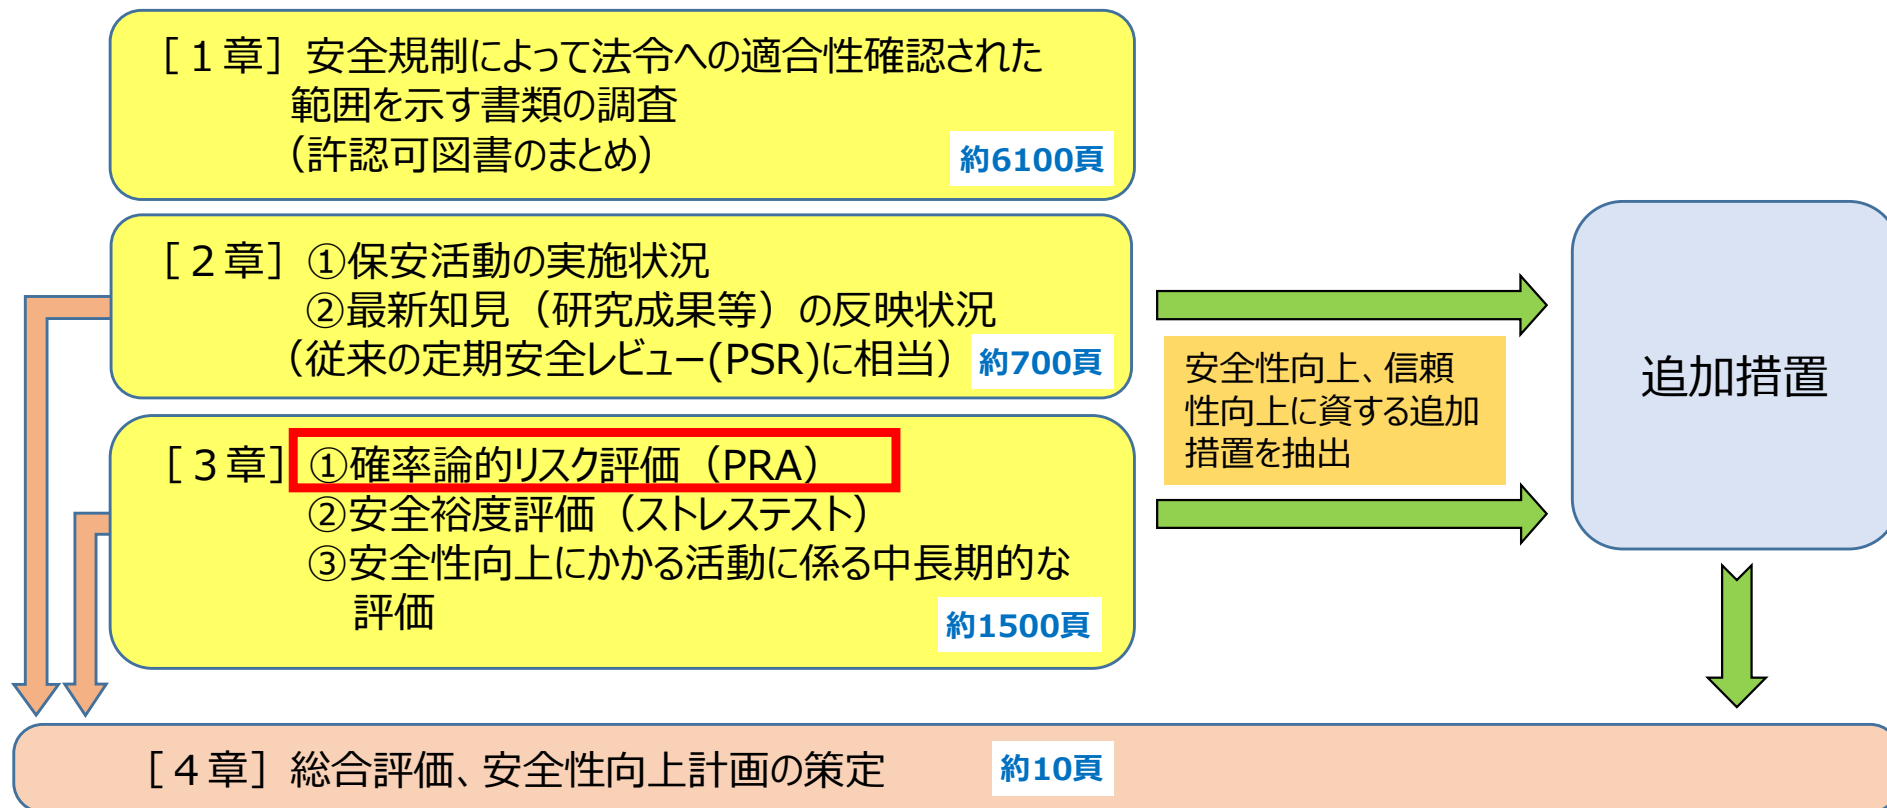 ［１章］安全規制によって法令への適合性確認された
範囲を示す書類の調査
（許認可図書のまとめ）
約6100頁
［２章］①保安活動の実施状況
②最新知見（研究成果等）の反映状況
（従来の定期安全レビュー(PSR)に相当）
約700頁
［３章］①確率論的リスク評価（PRA）
②安全裕度評価（ストレステスト）
③安全性向上にかかる活動に係る中長期的な
評価
約1500頁
安全性向上、信頼
性向上に資する追加
措置を抽出
追加措置
［４章］総合評価、安全性向上計画の策定
約10頁